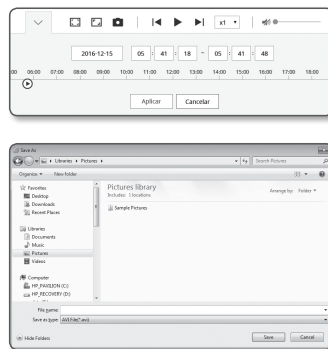 x1
2016-12-15 05 : 41 : 18 - 05 : 41 : 48
00 06:00 07:00 08:00 09:00 10:00 11:00 12:00 13:00 14:00 15:00 16:00 17:00 18:00
Aplicar Cancelar
Save As
Libraries Pictures Search Pictures
Organize New folder
Favorites
Desktop
Downloads
Recent Places
Libraries
Documents
Music
Pictures
Videos
Computer
HP_PAVILION (C:)
HP_RECOVERY (D:)
Pictures library
Includes: 1 locations
Arrange by: Folder
Sample Pictures
File name:
Save as type: AVI File(*.avi)
Hide Folders Save Cancel